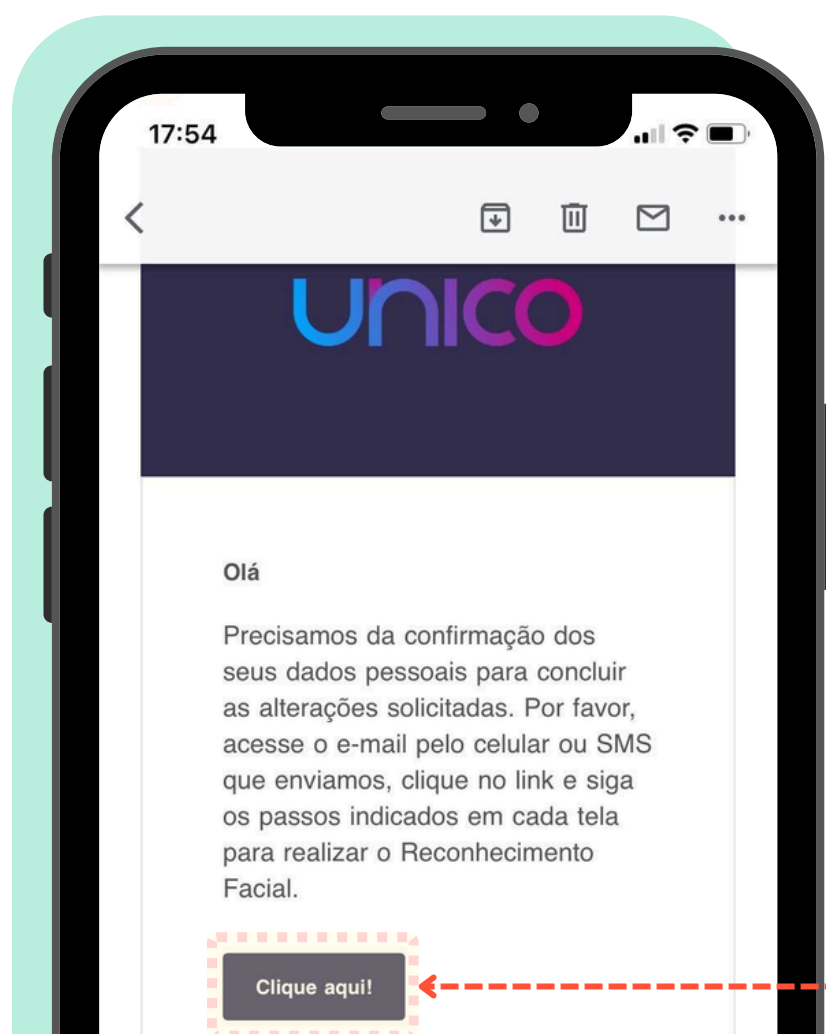 17:54
unico
Olá
Precisamos da confirmação dos
seus dados pessoais para concluir
as alterações solicitadas. Por favor,
acesse o e-mail pelo celular ou SMS
que enviamos, clique no link e siga
os passos indicados em cada tela
para realizar o Reconhecimento
Facial.
Clique aqui!